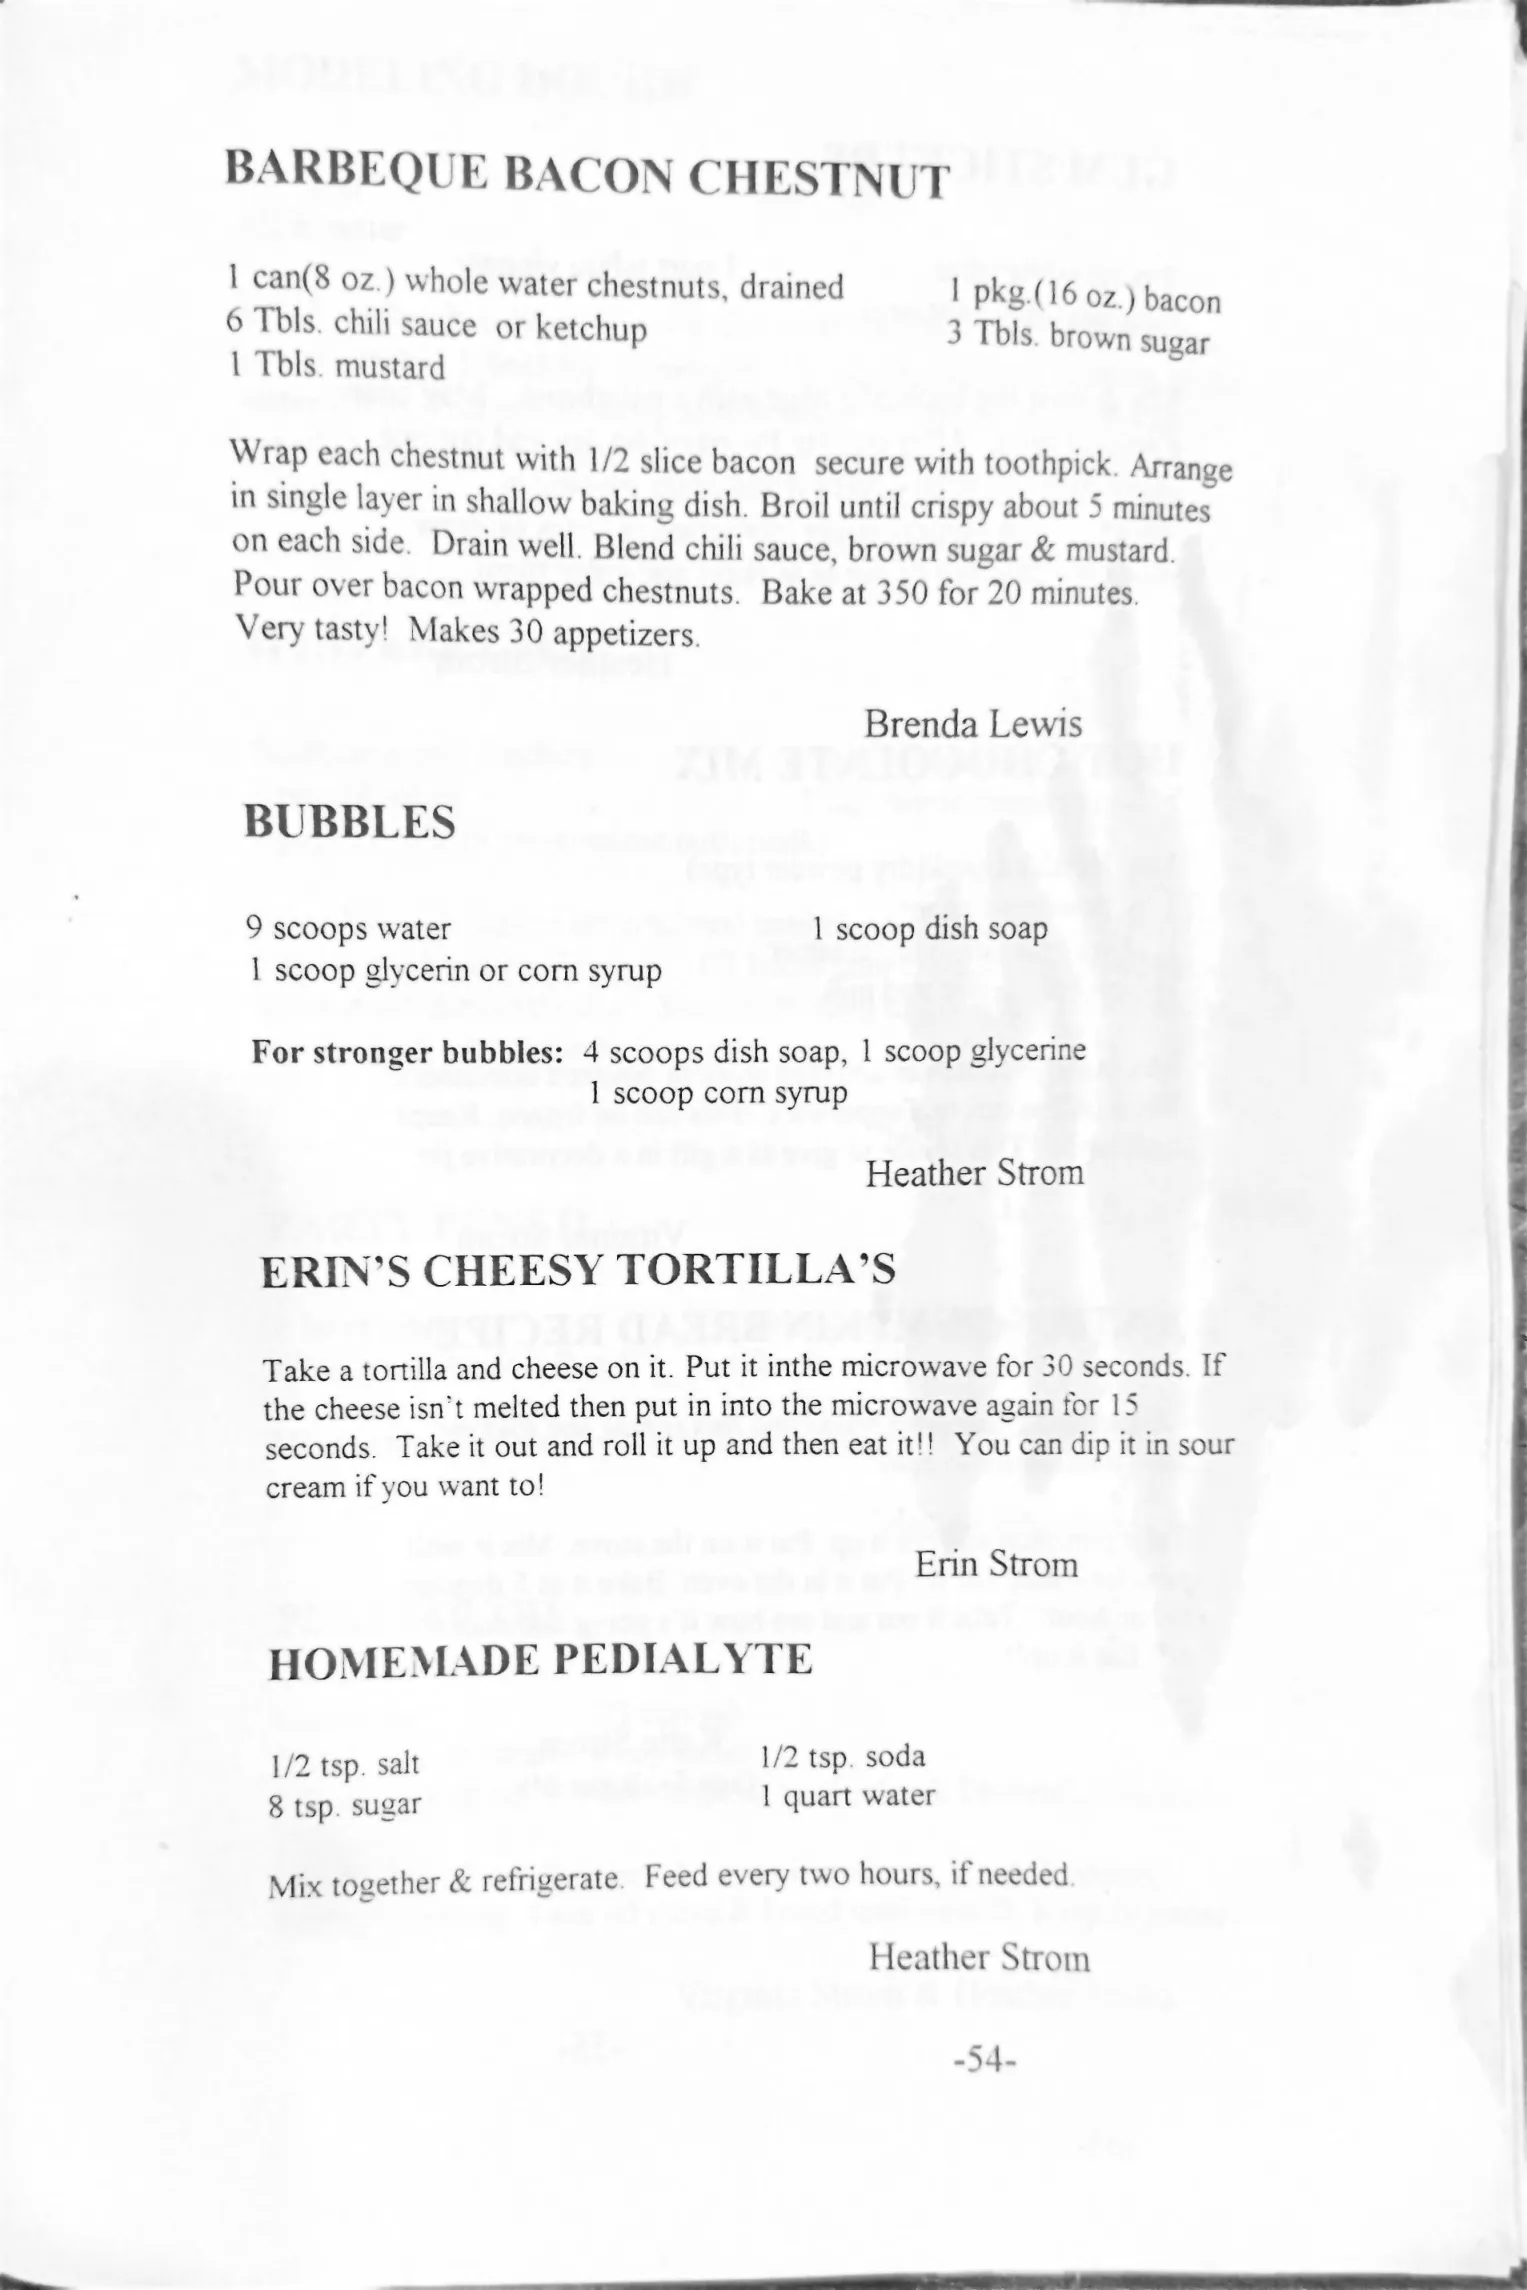 BARBEQUE BACON CHESTNUT
1 can(8 oz.) whole water chestnuts, drained 1 pkg.(16 oz.) bacon
6 Tbls. chili sauce or ketchup 3 Tbls. brown sugar
1 Tbls. mustard
Wrap each chestnut with 1/2 slice bacon secure with toothpick. Arrange
in single layer in shallow baking dish. Broil until crispy about 5 minutes
on each side. Drain well. Blend chili sauce, brown sugar & mustard.
Pour over bacon wrapped chestnuts. Bake at 350 for 20 minutes.
Very tasty! Makes 30 appetizers.
Brenda Lewis
BUBBLES
9 scoops water 1 scoop dish soap
1 scoop glycerin or corn syrup
For stronger bubbles: 4 scoops dish soap, 1 scoop glycerine
1 scoop corn syrup
Heather Strom
ERIN'S CHEESY TORTILLA'S
Take a tortilla and cheese on it. Put it inthe microwave for 30 seconds. If
the cheese isn't melted then put in into the microwave again for 15
seconds. Take it out and roll it up and then eat it!! You can dip it in sour
cream if you want to!
Erin Strom
HOMEMADE PEDIALYTE
1/2 tsp. salt 1/2 tsp. soda
8 tsp. sugar 1 quart water
Mix together & refrigerate. Feed every two hours, if needed.
Heather Strom
-54-